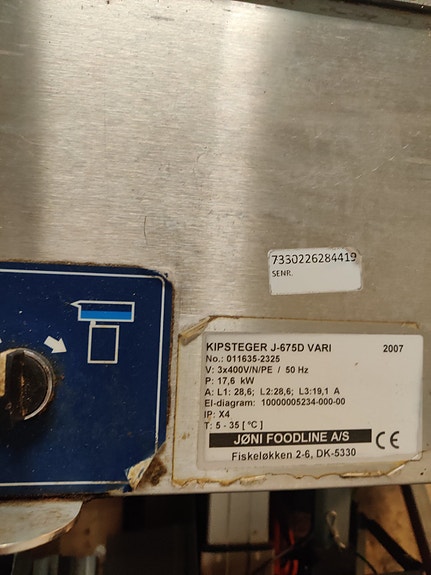 7330226284419
SENR.
KIPSTEGER J-675D VARI 2007
No.: 011635-2325
V: 3x400V/N/PE / 50 Hz
P: 17,6 kW
A: L1: 28,6; L2:28,6; L3:19,1 A
El-diagram: 10000005234-000-00
IP: X4
T: 5 - 35 [ °C ]
JØNI FOODLINE A/S CE
Fiskeløkken 2-6, DK-5330